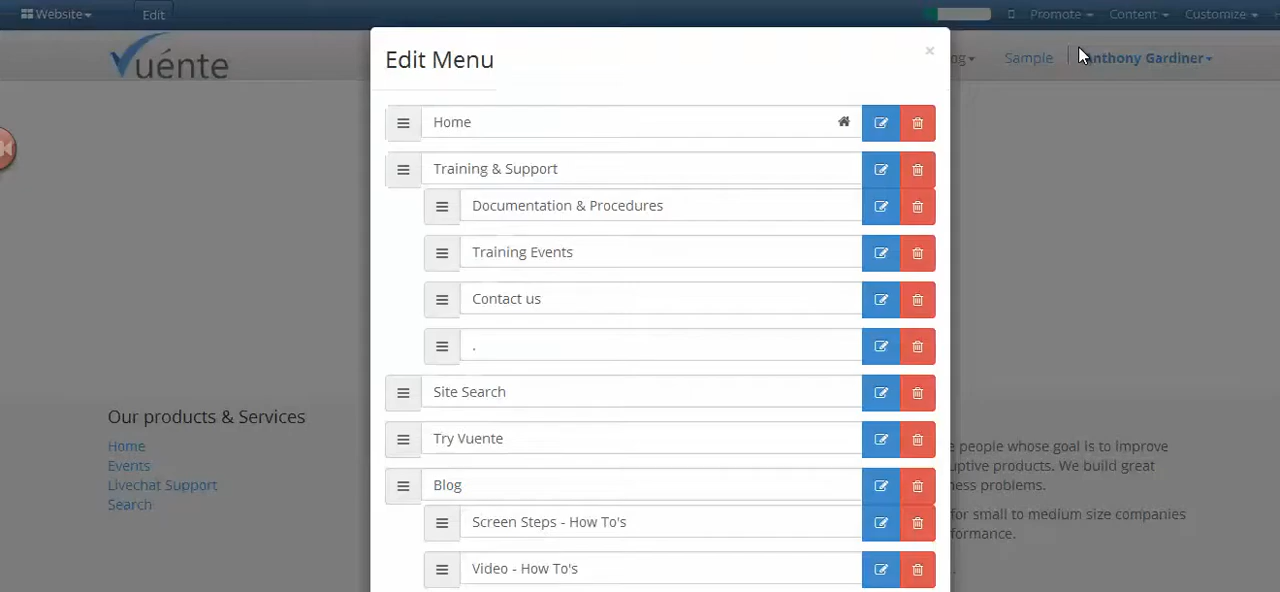 Website
Edit
Promote
Content
Customize
Vuénte
og
Sample
nthony Gardiner
Edit Menu
×
Home
Training & Support
Documentation & Procedures
Training Events
Contact us
.
Site Search
Try Vuente
Blog
Screen Steps - How To's
Video - How To's
Our products & Services
Home
Events
Livechat Support
Search
e people whose goal is to improve
uptive products. We build great
ness problems.
for small to medium size companies
formance.
.